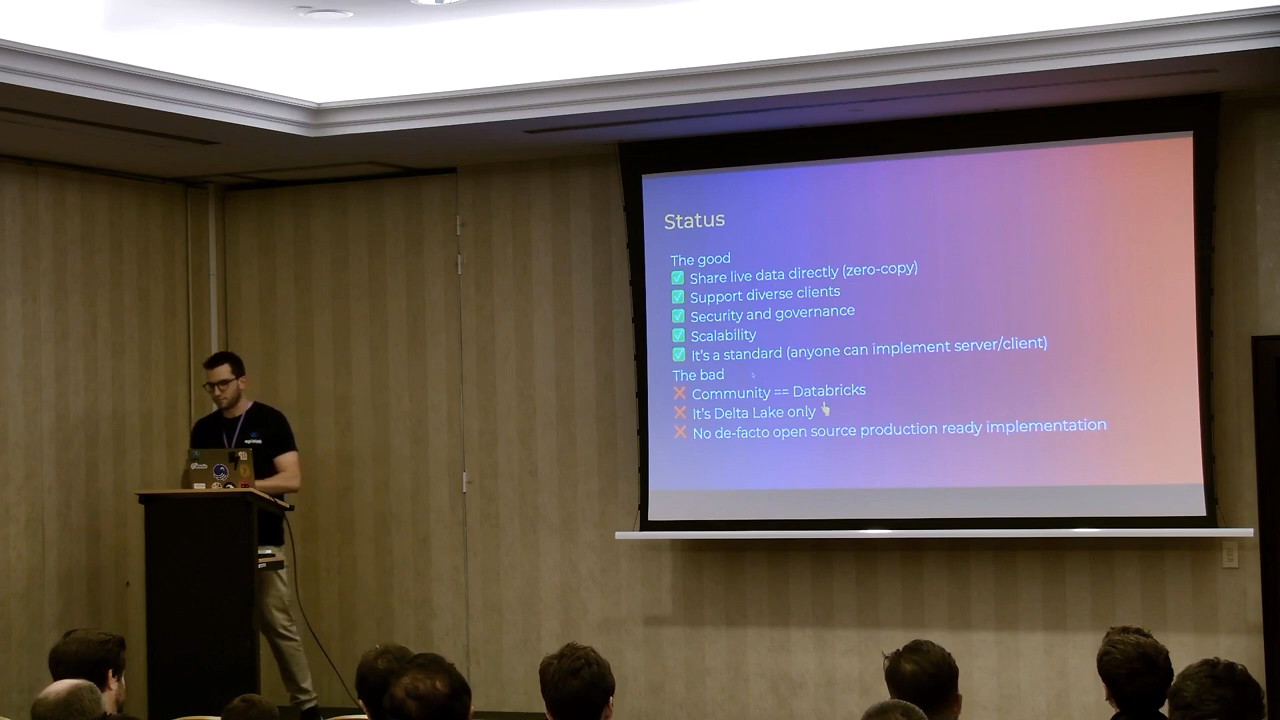 Status
The good
✅ Share live data directly (zero-copy)
✅ Support diverse clients
✅ Security and governance
✅ Scalability
✅ It's a standard (anyone can implement server/client)
The bad
❌ Community == Databricks
❌ It's Delta Lake only 👆
❌ No de-facto open source production ready implementation